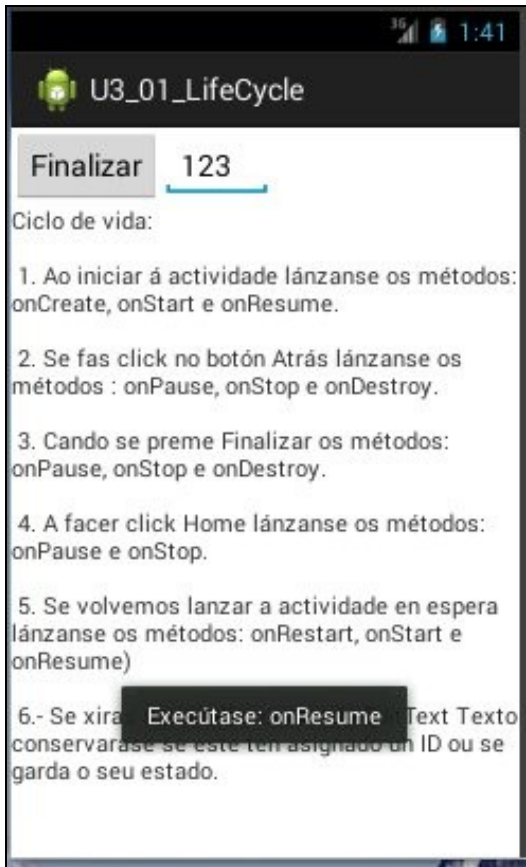 3G 1:41
U3_01_LifeCycle
Finalizar 123
Ciclo de vida:
1. Ao iniciar á actividade lánzanse os métodos:
onCreate, onStart e onResume.
2. Se fas click no botón Atrás lánzanse os
métodos : onPause, onStop e onDestroy.
3. Cando se preme Finalizar os métodos:
onPause, onStop e onDestroy.
4. A facer click Home lánzanse os métodos:
onPause e onStop.
5. Se volvemos lanzar a actividade en espera
lánzanse os métodos: onRestart, onStart e
onResume)
6.- Se xira
Text Texto
Execútase: onResume
conservarase se este ten asignado un ID ou se
garda o seu estado.